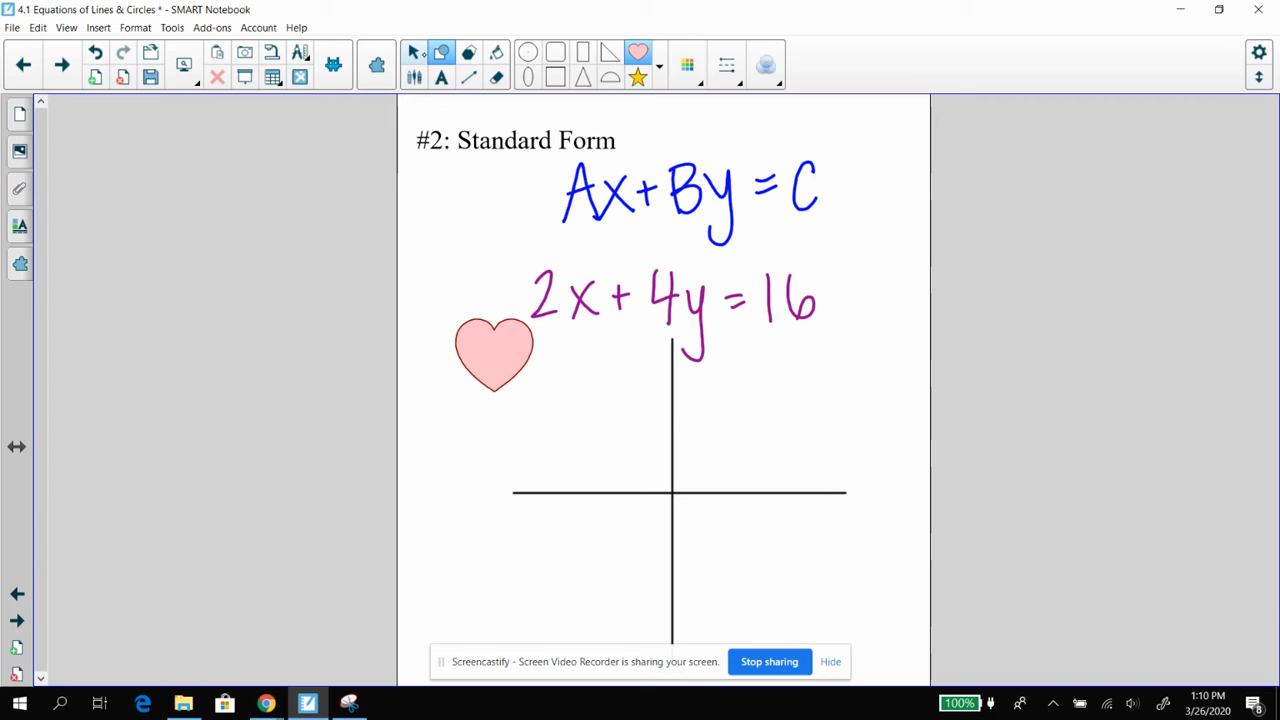 4.1 Equations of Lines & Circles * - SMART Notebook
File Edit View Insert Format Tools Add-ons Account Help
#2: Standard Form
Ax+By=C
2x+4y=16
Screencastify - Screen Video Recorder is sharing your screen. Stop sharing Hide
100%
1:10 PM
3/26/2020
8